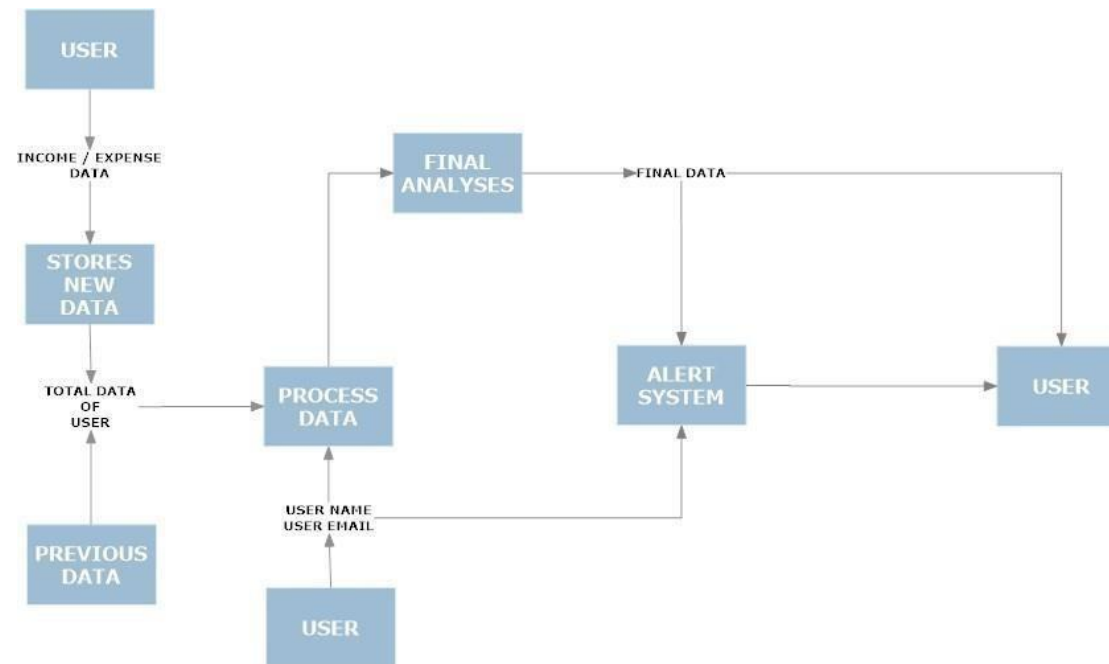 USER
INCOME / EXPENSE
DATA
STORES
NEW
DATA
TOTAL DATA
OF
USER
PREVIOUS
DATA
PROCESS
DATA
USER NAME
USER EMAIL
USER
FINAL
ANALYSES
FINAL DATA
ALERT
SYSTEM
USER